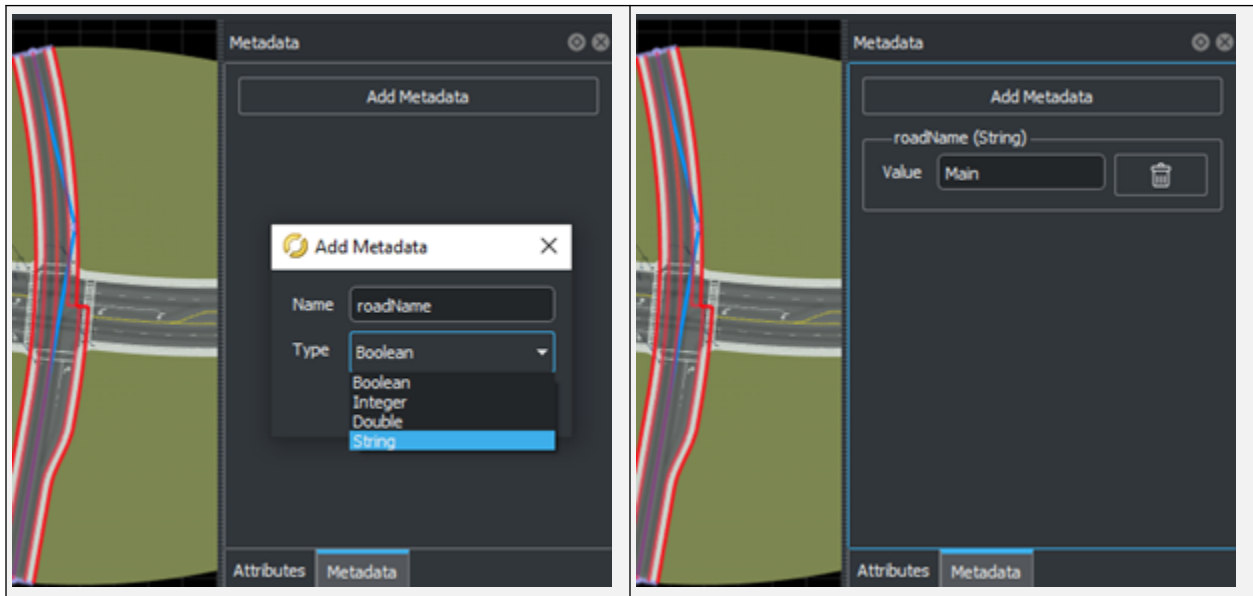 Metadata
Add Metadata
Add Metadata
Name roadName
Type Boolean
Boolean
Integer
Double
String
Attributes Metadata
Metadata
Add Metadata
roadName (String)
Value Main
Attributes Metadata